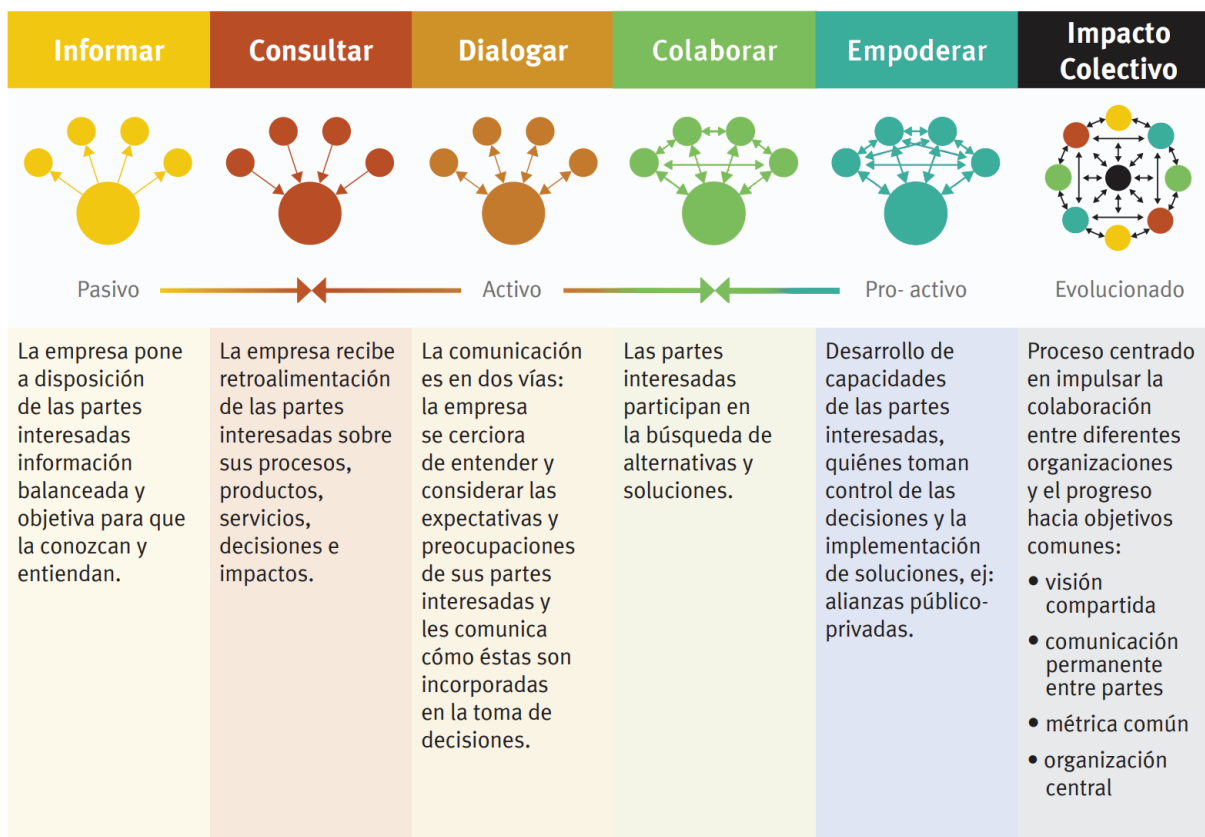 Informar
Consultar
Dialogar
Colaborar
Empoderar
Impacto
Colectivo
Pasivo
Activo
Pro- activo
Evolucionado
La empresa pone
a disposición
de las partes
interesadas
información
balanceada y
objetiva para que
la conozcan y
entiendan.
La empresa recibe
retroalimentación
de las partes
interesadas sobre
sus procesos,
productos,
servicios,
decisiones e
impactos.
La comunicación
es en dos vías:
la empresa
se cerciora
de entender y
considerar las
expectativas y
preocupaciones
de sus partes
interesadas y
les comunica
cómo éstas son
incorporadas
en la toma de
decisiones.
Las partes
interesadas
participan en
la búsqueda de
alternativas y
soluciones.
Desarrollo de
capacidades
de las partes
interesadas,
quiénes toman
control de las
decisiones y la
implementación
de soluciones, ej:
alianzas público-
privadas.
Proceso centrado
en impulsar la
colaboración
entre diferentes
organizaciones
y el progreso
hacia objetivos
comunes:
• visión
compartida
• comunicación
permanente
entre partes
• métrica común
• organización
central